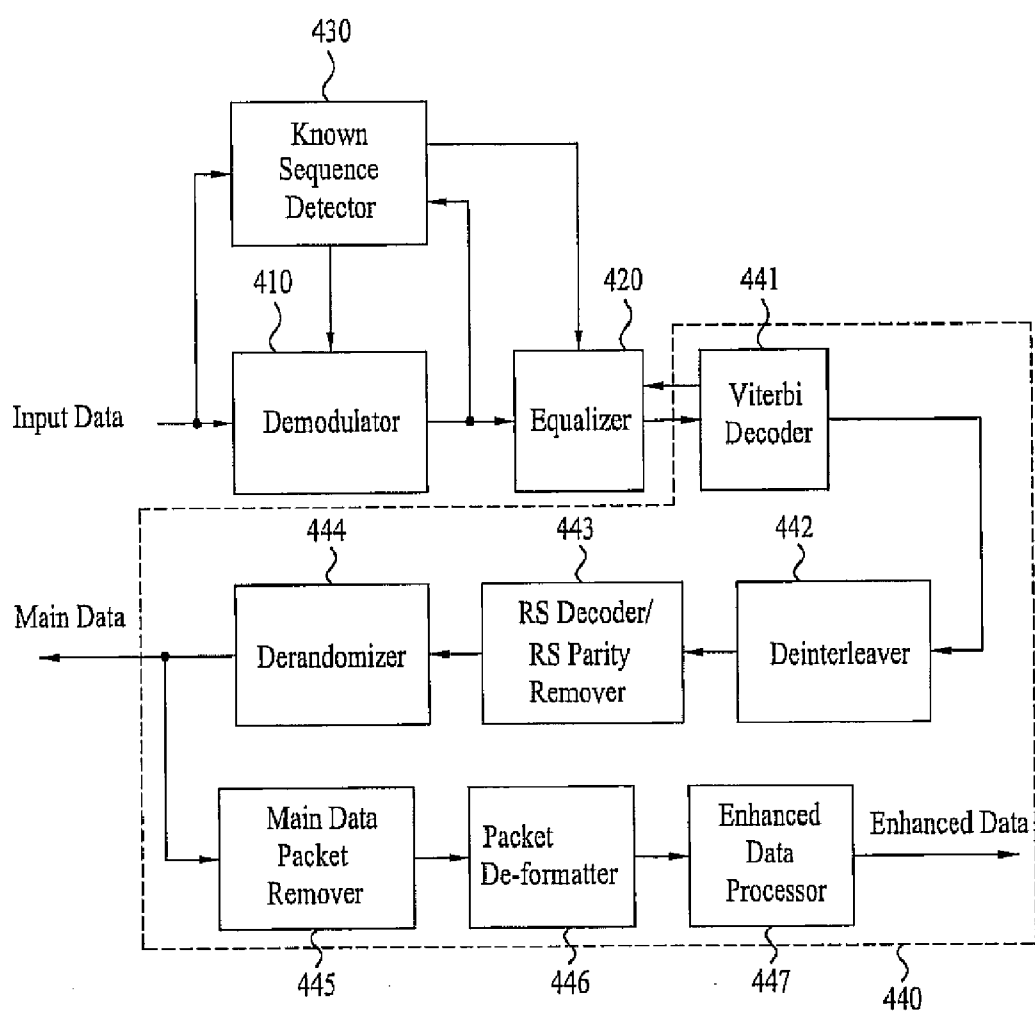 430
Known
Sequence
Detector
410
420
441
Input Data
Demodulator
Equalizer
Viterbi
Decoder
444
443
442
Main Data
Derandomizer
RS Decoder/
RS Parity
Remover
Deinterleaver
Main Data
Packet
Remover
Packet
De-formatter
Enhanced
Data
Processor
Enhanced Data
445
446
447
440